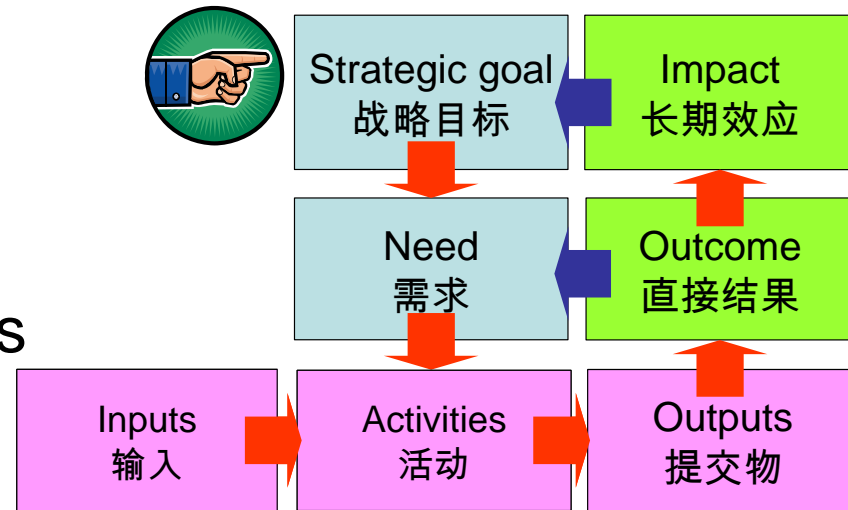 Strategic goal
战略目标
Impact
长期效应
Need
需求
Outcome
直接结果
s
Inputs
输入
Activities
活动
Outputs
提交物